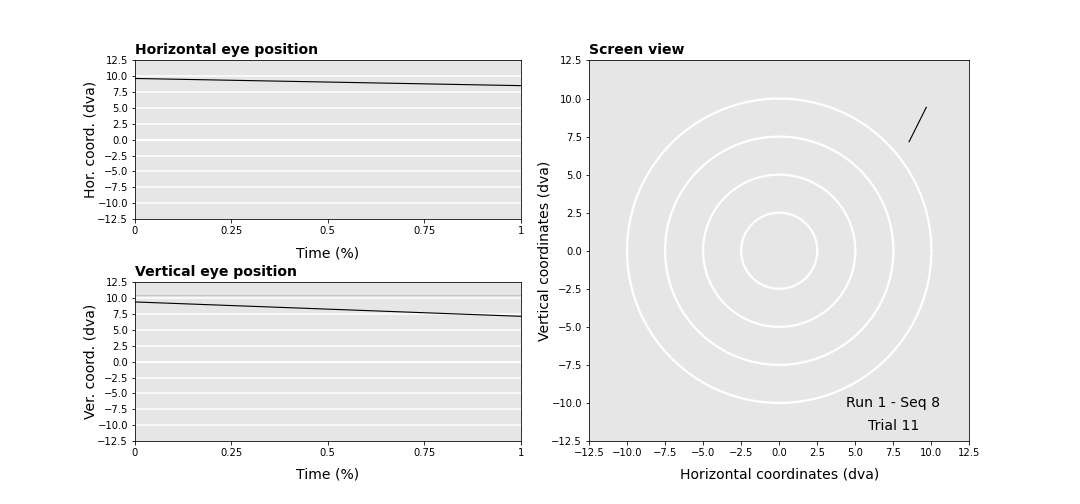 Horizontal eye position
12.5
10.0
7.5
5.0
2.5
0.0
−2.5
−5.0
−7.5
−10.0
−12.5
Hor. coord. (dva)
0 0.25 0.5 0.75 1
Time (%)
Vertical eye position
12.5
10.0
7.5
5.0
2.5
0.0
−2.5
−5.0
−7.5
−10.0
−12.5
Ver. coord. (dva)
0 0.25 0.5 0.75 1
Time (%)
Screen view
12.5
10.0
7.5
5.0
2.5
0.0
−2.5
−5.0
−7.5
−10.0
−12.5
Vertical coordinates (dva)
Run 1 - Seq 8
Trial 11
−12.5 −10.0 −7.5 −5.0 −2.5 0.0 2.5 5.0 7.5 10.0 12.5
Horizontal coordinates (dva)